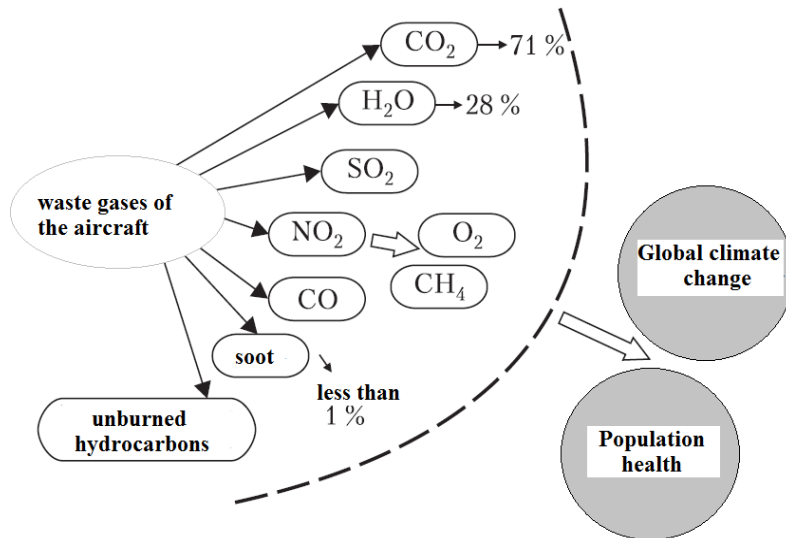 CO₂ 71 %
H₂O 28 %
SO₂
waste gases of
the aircraft
NO₂ O₂
CH₄
CO
soot
less than
1 %
unburned
hydrocarbons
Global climate
change
Population
health